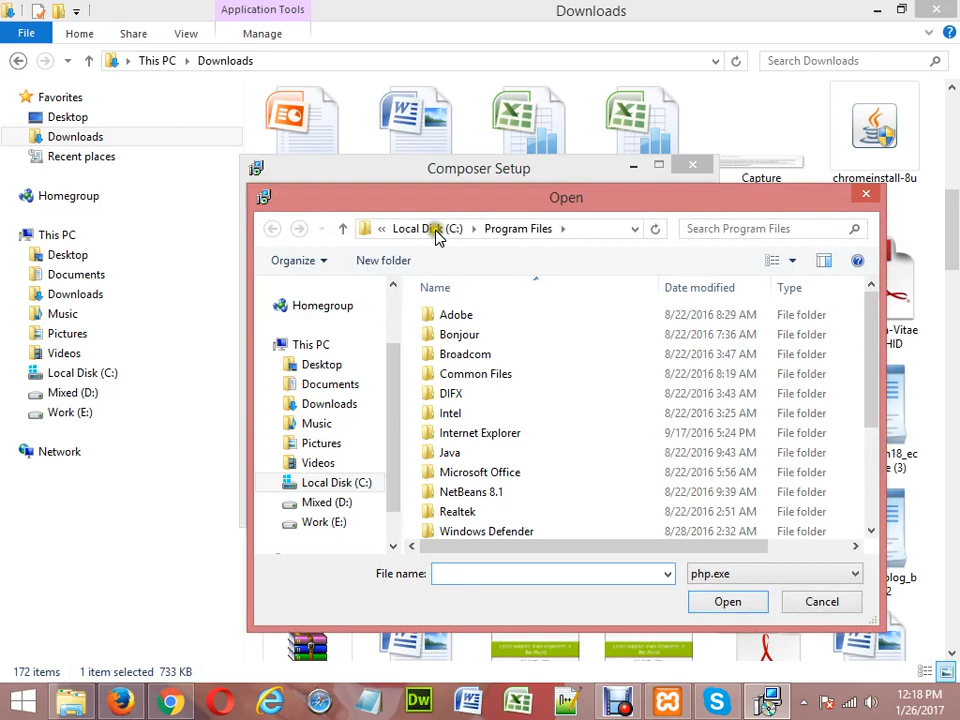 Application Tools
Downloads
File
Home
Share
View
Manage
This PC
Downloads
Search Downloads
Favorites
Desktop
Downloads
Recent places
Homegroup
This PC
Desktop
Documents
Downloads
Music
Pictures
Videos
Local Disk (C:)
Mixed (D:)
Work (E:)
Network
Capture
chromeinstall-8u
Composer Setup
Open
« Local Disk (C:)
Program Files
Search Program Files
Organize
New folder
Homegroup
This PC
Desktop
Documents
Downloads
Music
Pictures
Videos
Local Disk (C:)
Mixed (D:)
Work (E:)
Name Date modified Type
Adobe 8/22/2016 8:29 AM File folder
Bonjour 8/22/2016 7:36 AM File folder
Broadcom 8/22/2016 3:47 AM File folder
Common Files 8/22/2016 8:19 AM File folder
DIFX 8/22/2016 3:43 AM File folder
Intel 8/22/2016 3:25 AM File folder
Internet Explorer 9/17/2016 5:24 PM File folder
Java 8/22/2016 9:43 AM File folder
Microsoft Office 8/22/2016 5:56 AM File folder
NetBeans 8.1 8/22/2016 9:39 AM File folder
Realtek 8/22/2016 2:51 AM File folder
Windows Defender 8/28/2016 2:32 AM File folder
File name:
php.exe
Open
Cancel
172 items
1 item selected 733 KB
Dw
12:18 PM
1/26/2017